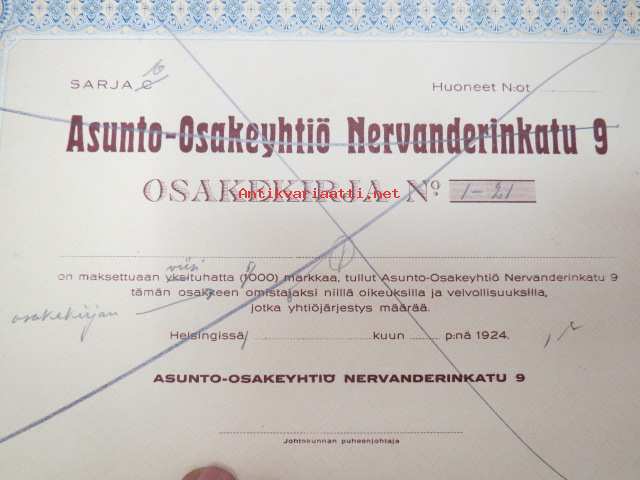 SARJA C b Huoneet N:ot
Asunto-Osakeyhtiö Nervanderinkatu 9
OSAKEKIRJA No. 1-21
Antikvariaatti.net
viisi
on maksettuaan yksituhatta (1000) markkaa, tullut Asunto-Osakeyhtiö Nervanderinkatu 9
tämän osakkeen omistajaksi niillä oikeuksilla ja velvollisuuksilla,
osakekirjan
jotka yhtiöjärjestys määrää.
Helsingissä kuun p:nä 1924.
ASUNTO-OSAKEYHTIÖ NERVANDERINKATU 9
Johtokunnan puheenjohtaja